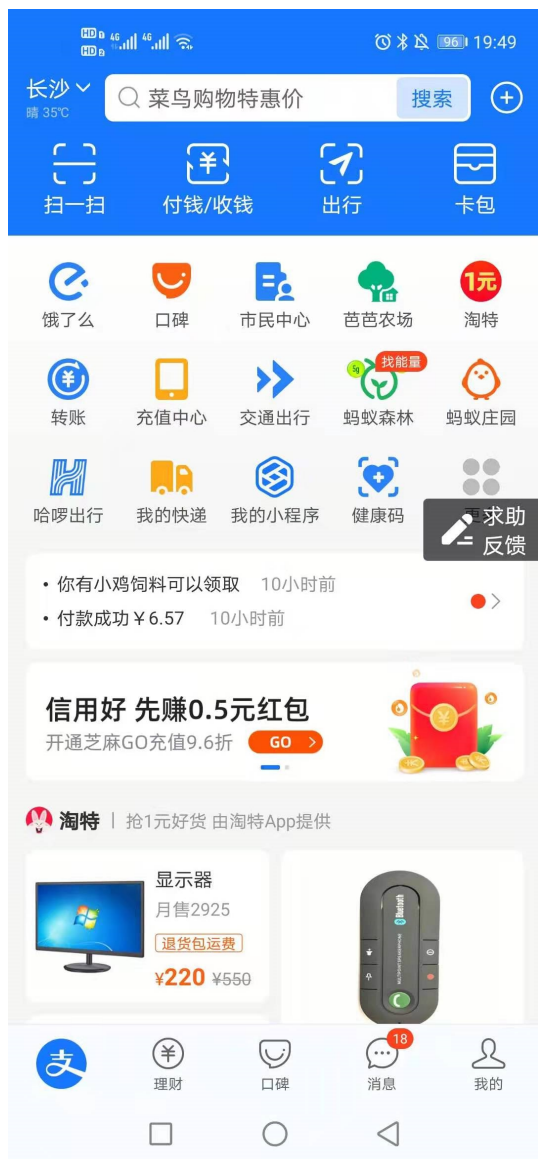 HD 1 4G 4G 96 19:49
HD 2
长沙 菜鸟购物特惠价 搜索
晴 35℃
扫一扫 付钱/收钱 出行 卡包
1元
饿了么 口碑 市民中心 芭芭农场 淘特
5g 找能量
转账 充值中心 交通出行 蚂蚁森林 蚂蚁庄园
哈啰出行 我的快递 我的小程序 健康码
求助
反馈
• 你有小鸡饲料可以领取 10小时前
• 付款成功￥6.57 10小时前
信用好 先赚0.5元红包
开通芝麻GO充值9.6折 GO >
淘特 | 抢1元好货 由淘特App提供
显示器
月售2925
退货包运费
¥220 ¥550
Bluetooth
支 理财 口碑 消息 18 我的